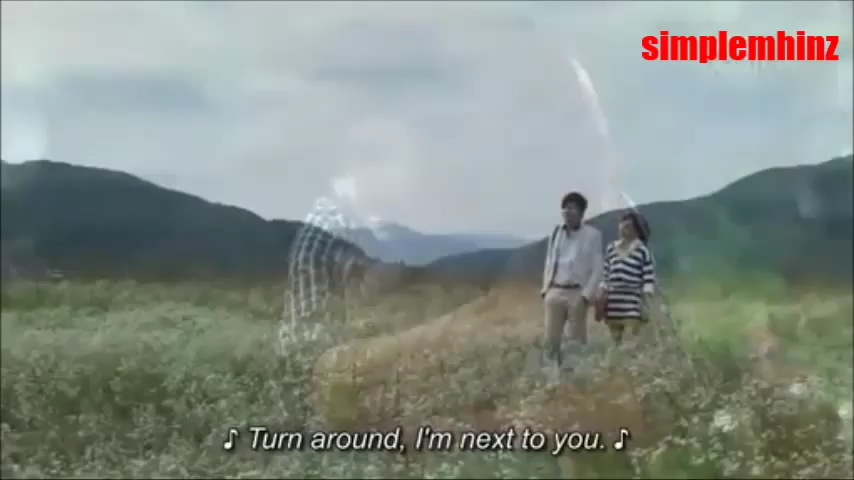 simplemhinz
♪ Turn around, I'm next to you. ♪